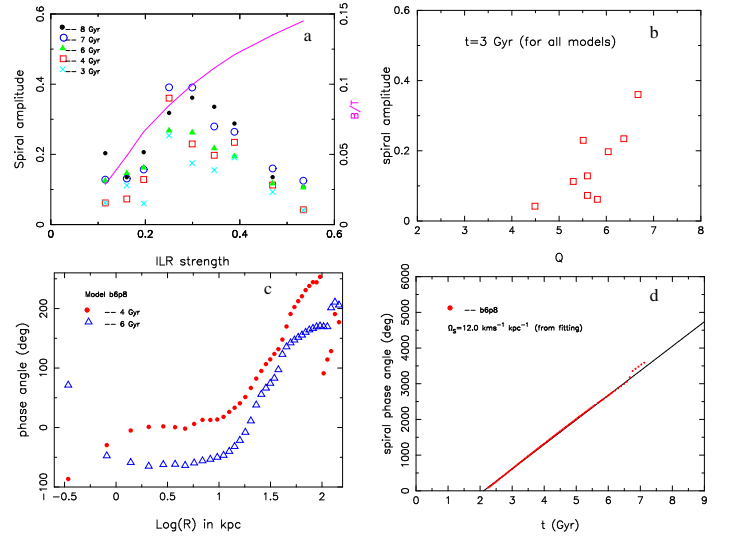 a
8 Gyr
7 Gyr
6 Gyr
4 Gyr
3 Gyr
0.6
0.4
0.2
0
0 0.1 0.2 0.3 0.4 0.5 0.6
0.15
0.1
0.05
0
Spiral amplitude
B/T
ILR strength
b
t=3 Gyr (for all models)
0.6
0.4
0.2
0
2 4 6 8
spiral amplitude
Q
c
Model b6p8
4 Gyr
6 Gyr
200
100
0
-100
-0.5 0 0.5 1 1.5 2
phase angle (deg)
Log(R) in kpc
d
b6p8
Ωs=12.0 kms⁻¹ kpc⁻¹ (from fitting)
6000
5000
4000
3000
2000
1000
0
0 1 2 3 4 5 6 7 8 9
spiral phase angle (deg)
t (Gyr)